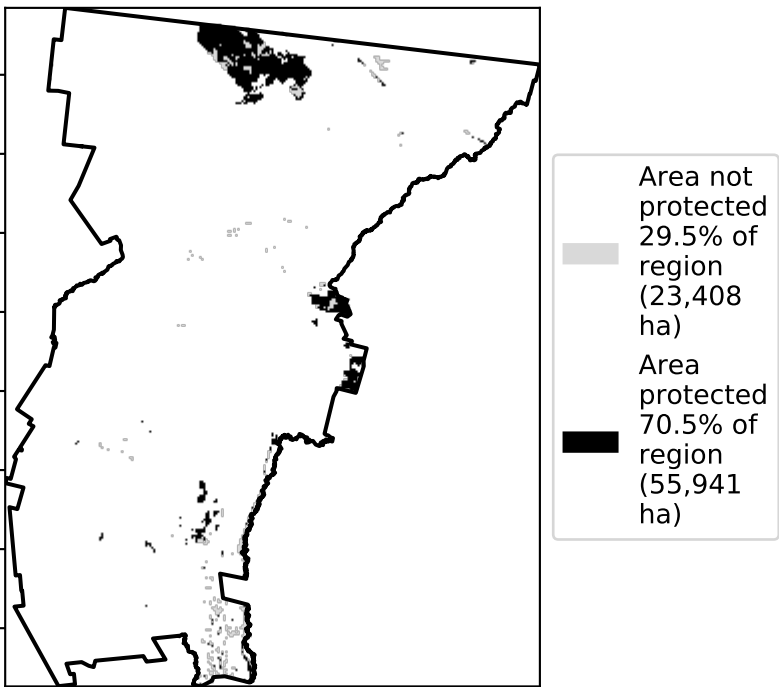 Area not
protected
29.5% of
region
(23,408
ha)
Area
protected
70.5% of
region
(55,941
ha)